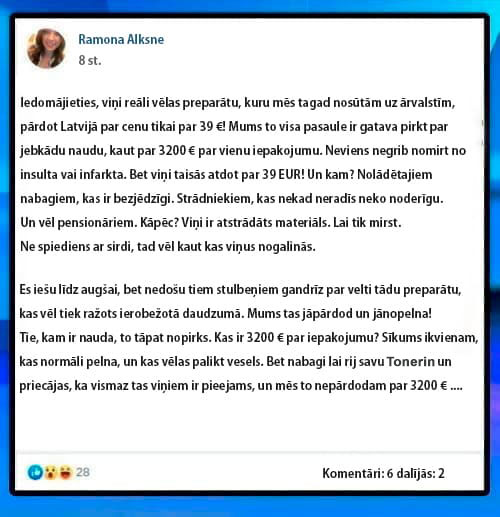 Ramona Alksne
8 st.
Iedomājieties, viņi reāli vēlas preparātu, kuru mēs tagad nosūtām uz ārvalstīm,
pārdot Latvijā par cenu tikai par 39 €! Mums to visa pasaule ir gatava pirkt par
jebkādu naudu, kaut par 3200 € par vienu iepakojumu. Neviens negrib nomirt no
insulta vai infarkta. Bet viņi taisās atdot par 39 EUR! Un kam? Nolādētajiem
nabagiem, kas ir bezjēdzīgi. Strādniekiem, kas nekad neradīs neko noderīgu.
Un vēl pensionāriem. Kāpēc? Viņi ir atstrādāts materiāls. Lai tik mirst.
Ne spiediens ar sirdi, tad vēl kaut kas viņus nogalinās.
Es iešu līdz augšai, bet nedošu tiem stulbeņiem gandrīz par velti tādu preparātu,
kas vēl tiek ražots ierobežotā daudzumā. Mums tas jāpārdod un jānopelna!
Tie, kam ir nauda, to tāpat nopirks. Kas ir 3200 € par iepakojumu? Sīkums ikvienam,
kas normāli pelna, un kas vēlas palikt vesels. Bet nabagi lai rij savu Tonerin un
priecājas, ka vismaz tas viņiem ir pieejams, un mēs to nepārdodam par 3200 € ....
28
Komentāri: 6 dalījās: 2